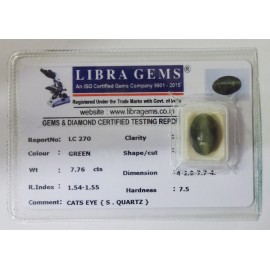 LIBRA GEMS®
An ISO Certified Gems Company 9001 - 2015
Registered Under the Trade Marks with Govt. of India
website : www.libragems.co.in
GEMS & DIAMOND CERTIFIED TESTING REPORT
ReportNo: LC 270 Clarity
Colour : GREEN Shape/cut
Wt : 7.76 cts Dimension
R.Index : 1.54-1.55 Hardness : 7.5
Comment : CATS EYE { S . QUARTZ }